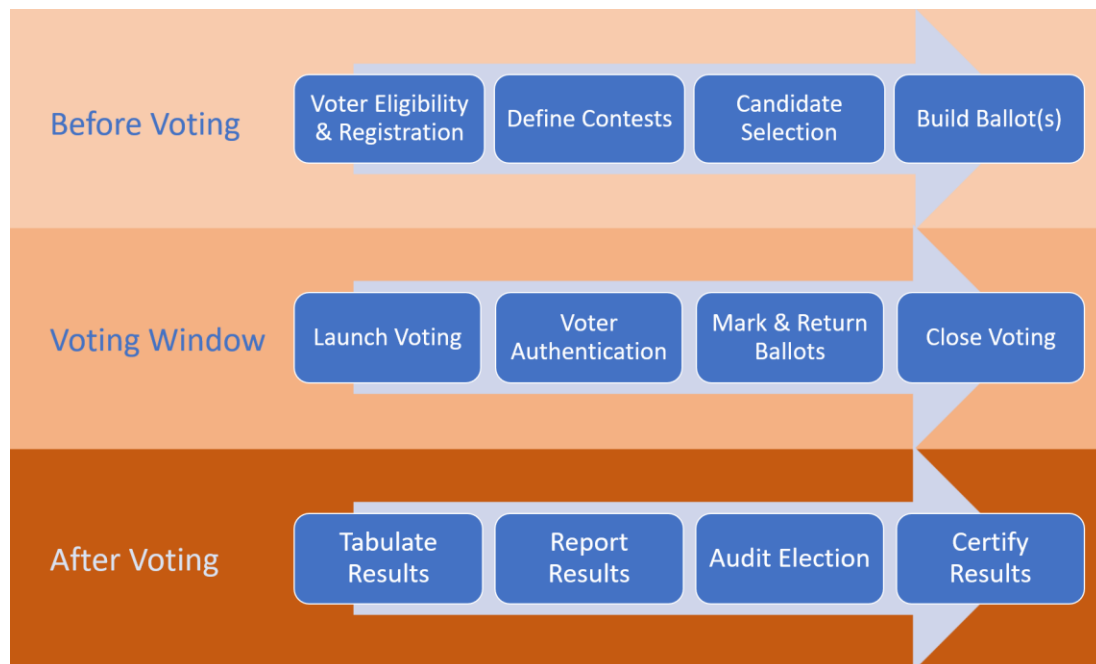 Before Voting
Voter Eligibility
& Registration
Define Contests
Candidate
Selection
Build Ballot(s)
Voting Window
Launch Voting
Voter
Authentication
Mark & Return
Ballots
Close Voting
After Voting
Tabulate
Results
Report
Results
Audit Election
Certify
Results